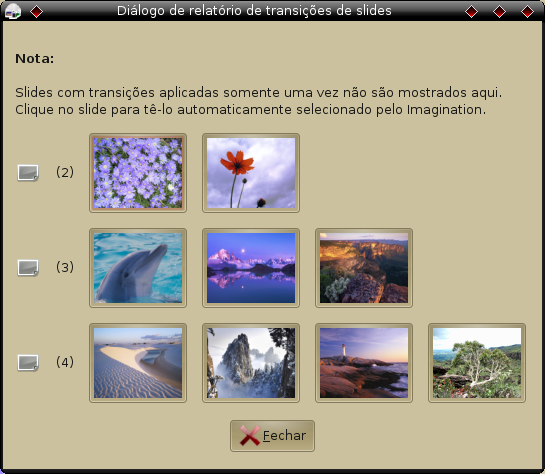 Diálogo de relatório de transições de slides
Nota:
Slides com transições aplicadas somente uma vez não são mostrados aqui.
Clique no slide para tê-lo automaticamente selecionado pelo Imagination.
(2)
(3)
(4)
Fechar